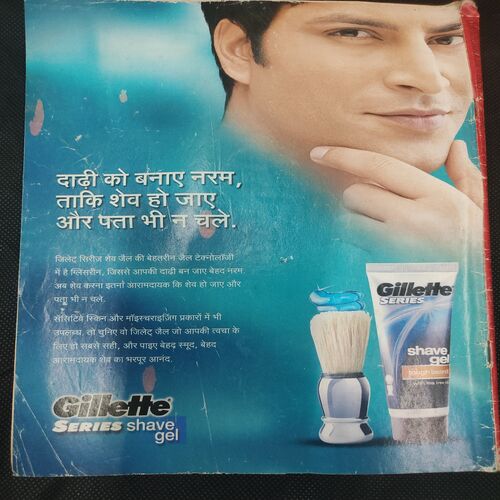 दाढ़ी को बनाए नरम,
ताकि शेव हो जाए
और पता भी न चले.
जिलेट सिरीज़ शेव जैल की बेहतरीन जैल टेक्नोलॉजी
में है ग्लिसरीन, जिससे आपकी दाढ़ी बन जाए बेहद नरम
अब शेव करना इतना आरामदायक कि शेव हो जाए और
पता भी न चले.
सेंसिटिव स्किन और मॉइस्चराइज़िंग प्रकारों में भी
उपलब्ध, तो चुनिए वो जिलेट जैल जो आपकी त्वचा के
लिए हो सबसे सही, और पाइए बेहद स्मूद, बेहद
आरामदायक शेव का भरपूर आनंद.
Gillette
SERIES shave
gel
Gillette
SERIES
shave
gel
tough beard